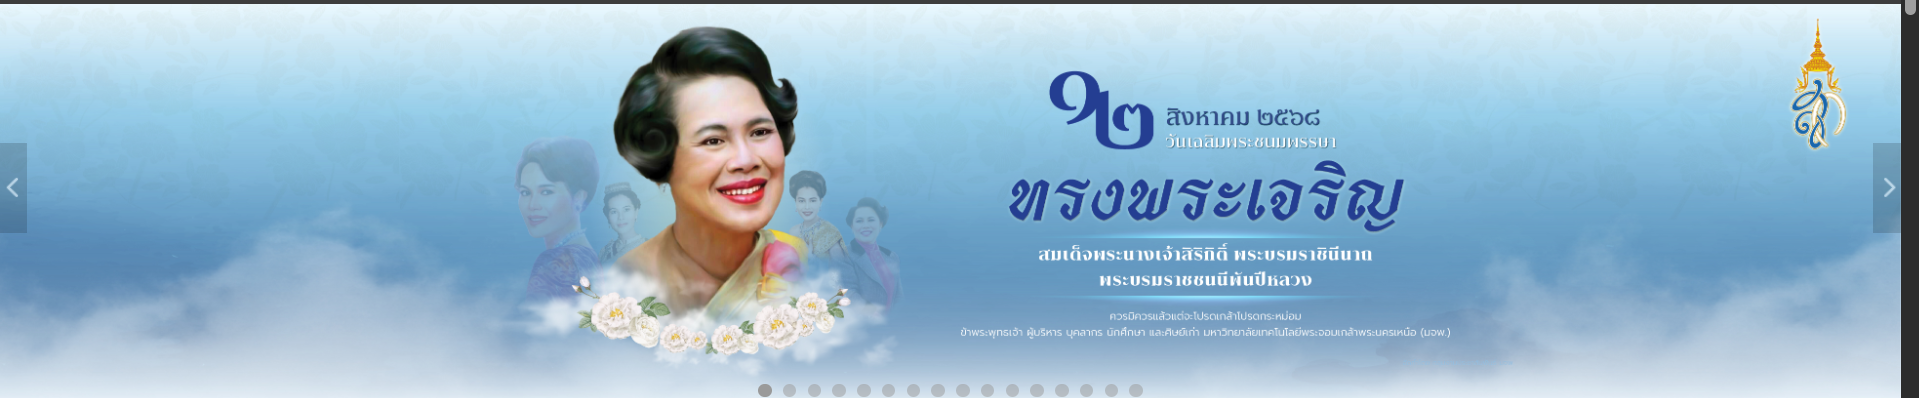 ๑๒
สิงหาคม ๒๕๖๘
วันเฉลิมพระชนมพรรษา
ทรงพระเจริญ
สมเด็จพระนางเจ้าสิริกิติ์ พระบรมราชินีนาถ
พระบรมราชชนนีพันปีหลวง
ควรมิควรแล้วแต่จะโปรดเกล้าโปรดกระหม่อม
ข้าพระพุทธเจ้า ผู้บริหาร บุคลากร นักศึกษา และศิษย์เก่า มหาวิทยาลัยเทคโนโลยีพระจอมเกล้าพระนครเหนือ (มจพ.)